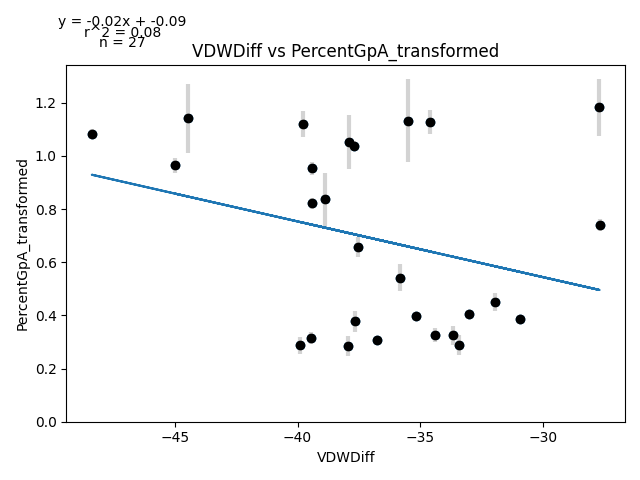 y = -0.02x + -0.09
r^2 = 0.08
n = 27
VDWDiff vs PercentGpA_transformed
PercentGpA_transformed
1.2
1.0
0.8
0.6
0.4
0.2
0.0
−45
−40
−35
−30
VDWDiff